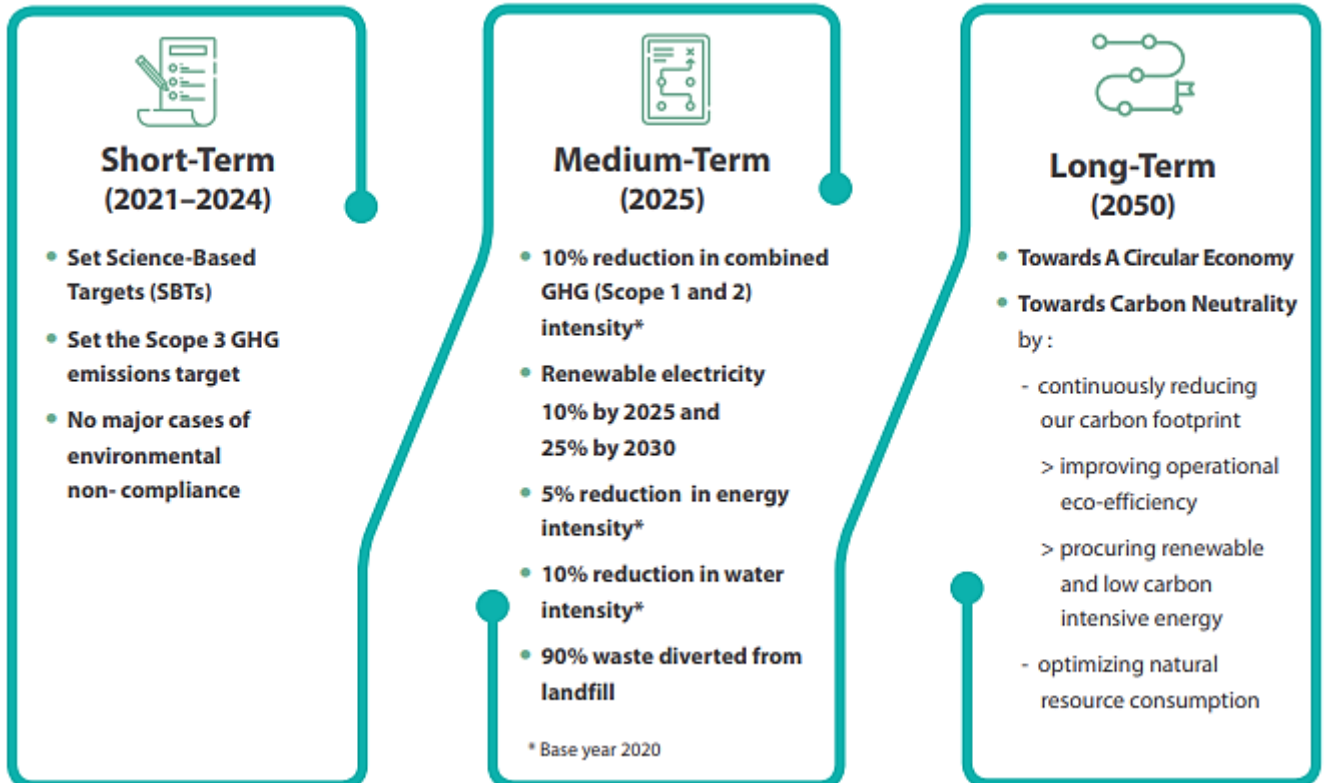 Short-Term
(2021–2024)
• Set Science-Based
Targets (SBTs)
• Set the Scope 3 GHG
emissions target
• No major cases of
environmental
non- compliance
Medium-Term
(2025)
• 10% reduction in combined
GHG (Scope 1 and 2)
intensity*
• Renewable electricity
10% by 2025 and
25% by 2030
• 5% reduction in energy
intensity*
• 10% reduction in water
intensity*
• 90% waste diverted from
landfill
* Base year 2020
Long-Term
(2050)
• Towards A Circular Economy
• Towards Carbon Neutrality
by :
- continuously reducing
our carbon footprint
> improving operational
eco-efficiency
> procuring renewable
and low carbon
intensive energy
- optimizing natural
resource consumption